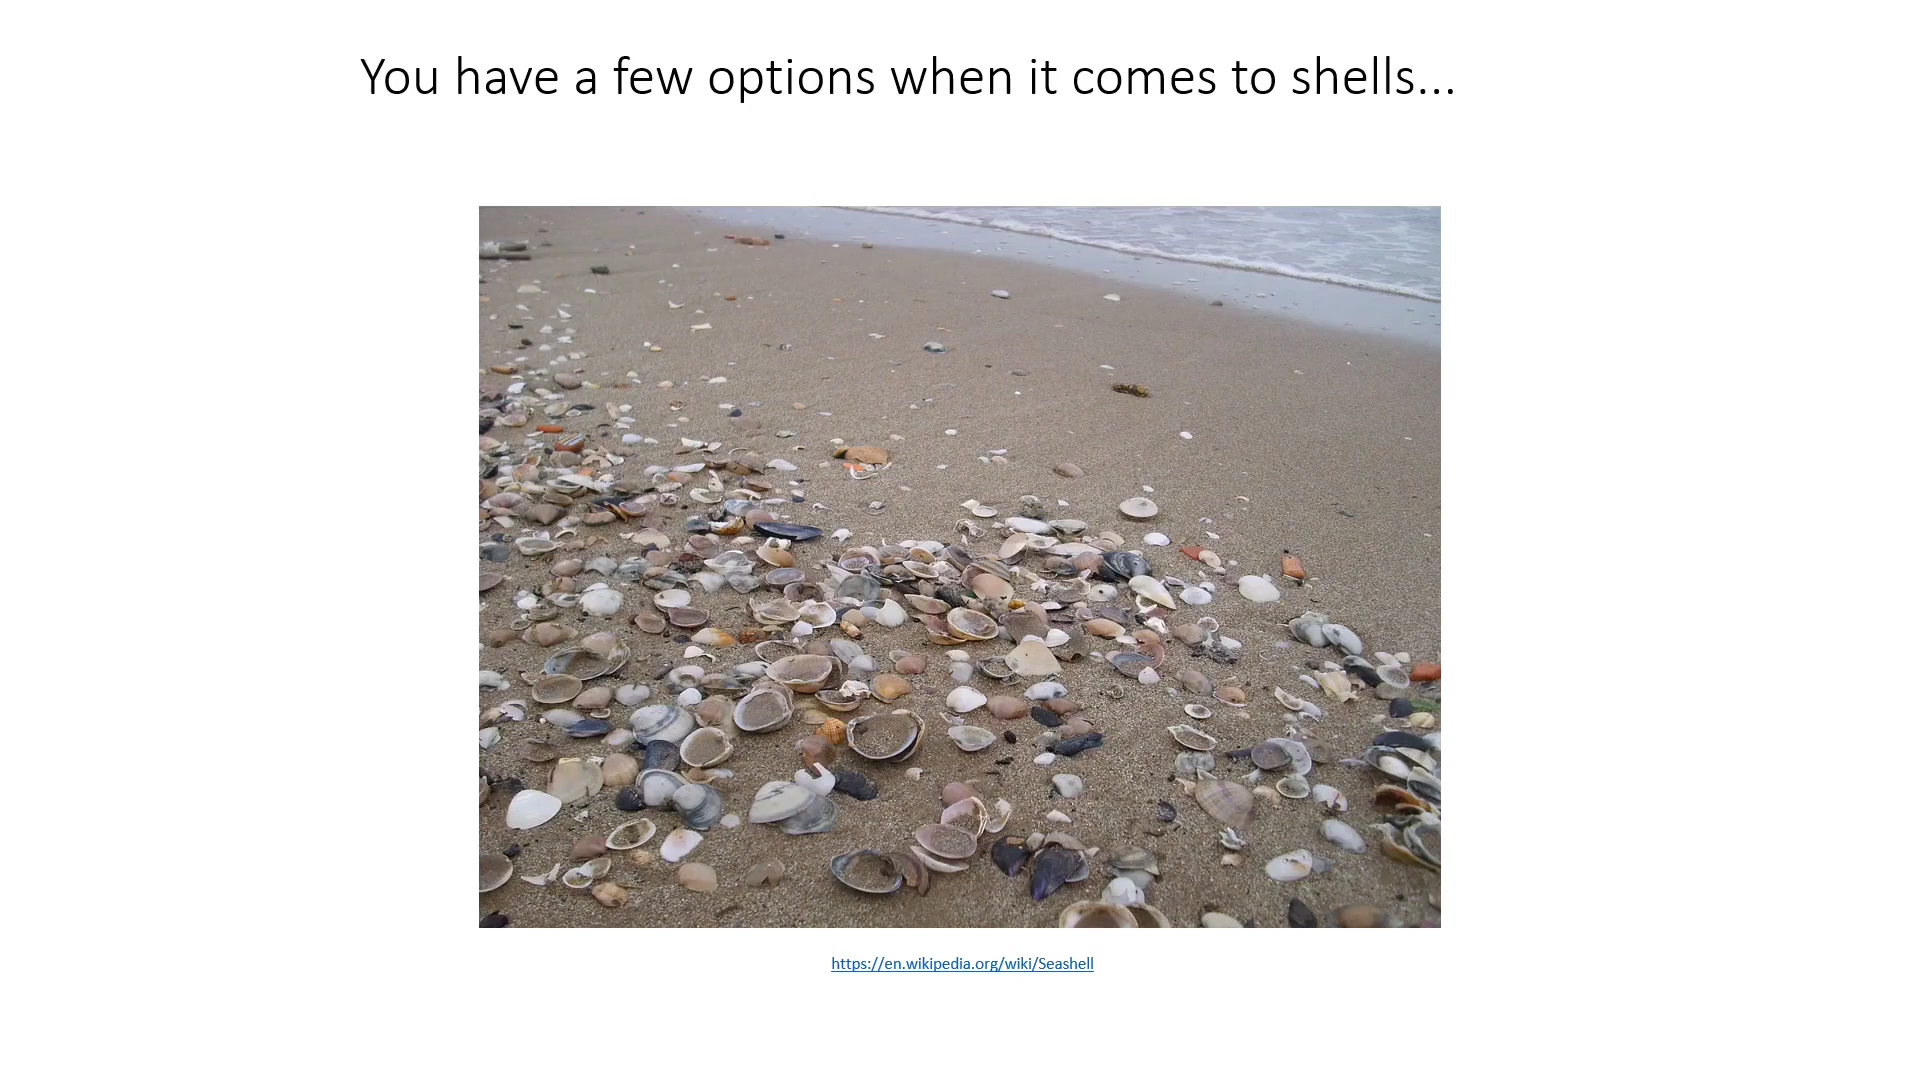 You have a few options when it comes to shells...
https://en.wikipedia.org/wiki/Seashell